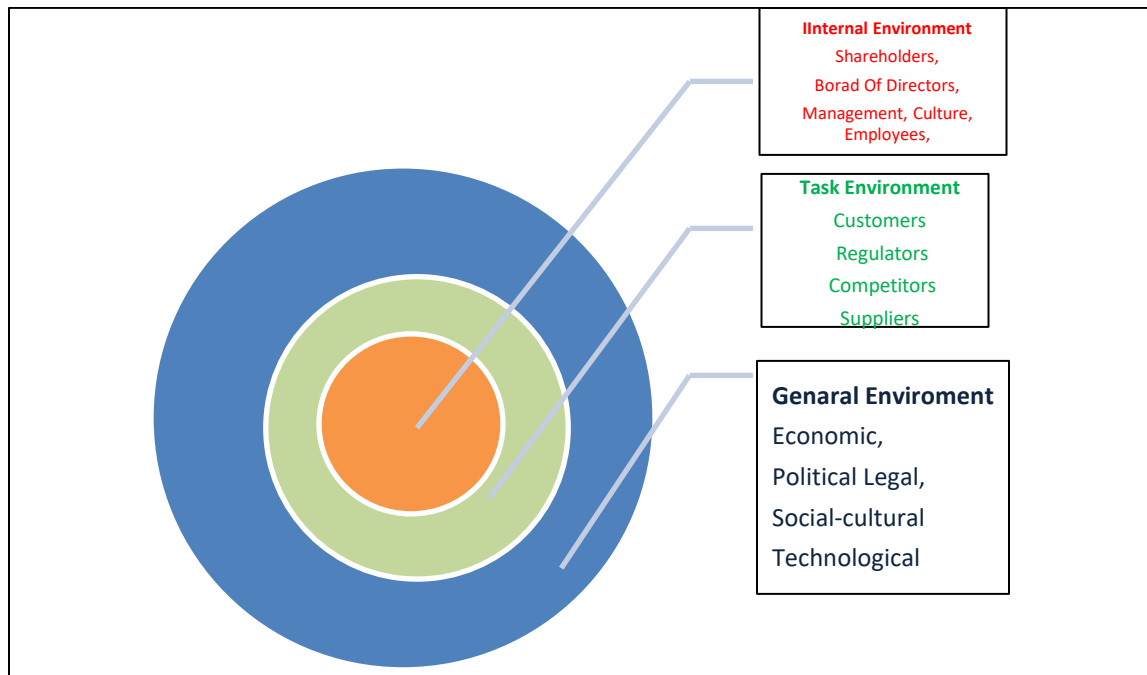 IInternal Environment
Shareholders,
Borad Of Directors,
Management, Culture,
Employees,
Task Environment
Customers
Regulators
Competitors
Suppliers
Genaral Enviroment
Economic,
Political Legal,
Social-cultural
Technological